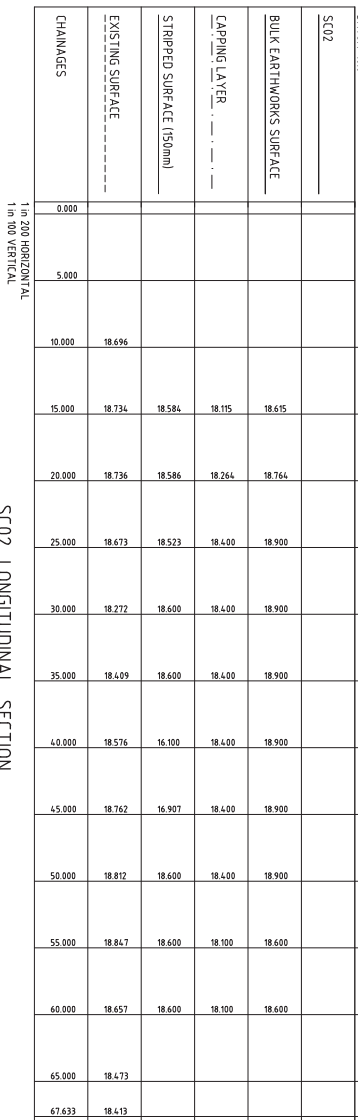 SC02
BULK EARTHWORKS SURFACE
CAPPING LAYER
STRIPPED SURFACE (150mm)
EXISTING SURFACE
CHAINAGES
0.000
5.000
10.000 18.696
15.000 18.734 18.584 18.115 18.615
20.000 18.736 18.586 18.264 18.764
25.000 18.673 18.523 18.400 18.900
30.000 18.272 18.600 18.400 18.900
35.000 18.409 18.600 18.400 18.900
40.000 18.576 16.100 18.400 18.900
45.000 18.762 16.907 18.400 18.900
50.000 18.812 18.600 18.400 18.900
55.000 18.847 18.600 18.100 18.600
60.000 18.657 18.600 18.100 18.600
65.000 18.473
67.633 18.413
1 in 200 HORIZONTAL
1 in 100 VERTICAL
SC02 LONGITUDINAL SECTION